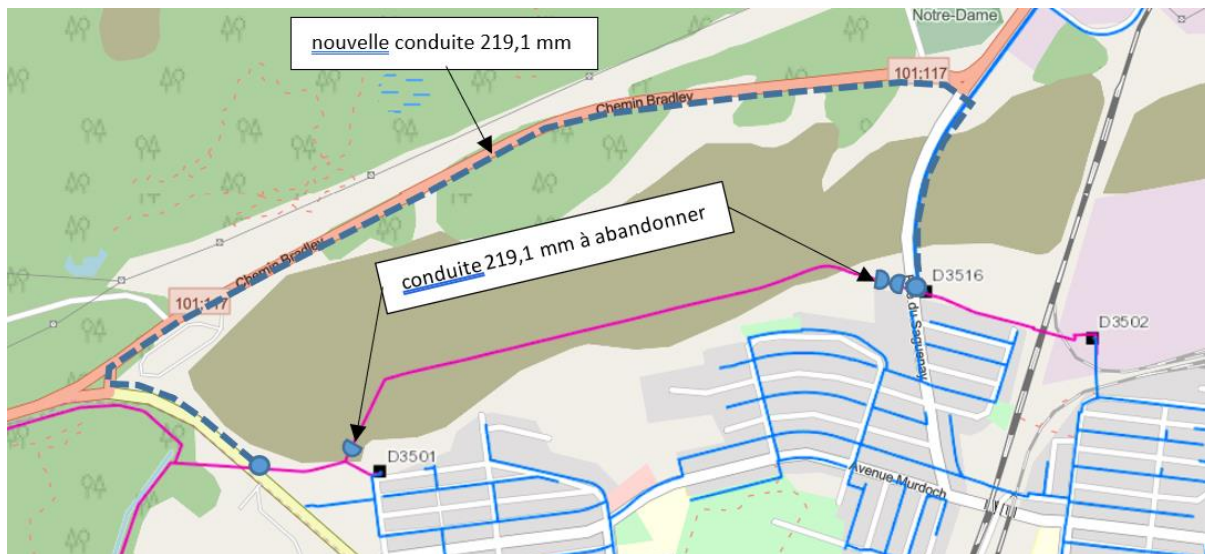 Notre-Dame
nouvelle conduite 219,1 mm
101;117
Chemin Bradley
conduite 219,1 mm à abandonner
Chemin Bradley
D3516
101;117
du Saguenay
D3502
D3501
Avenue Murdoch